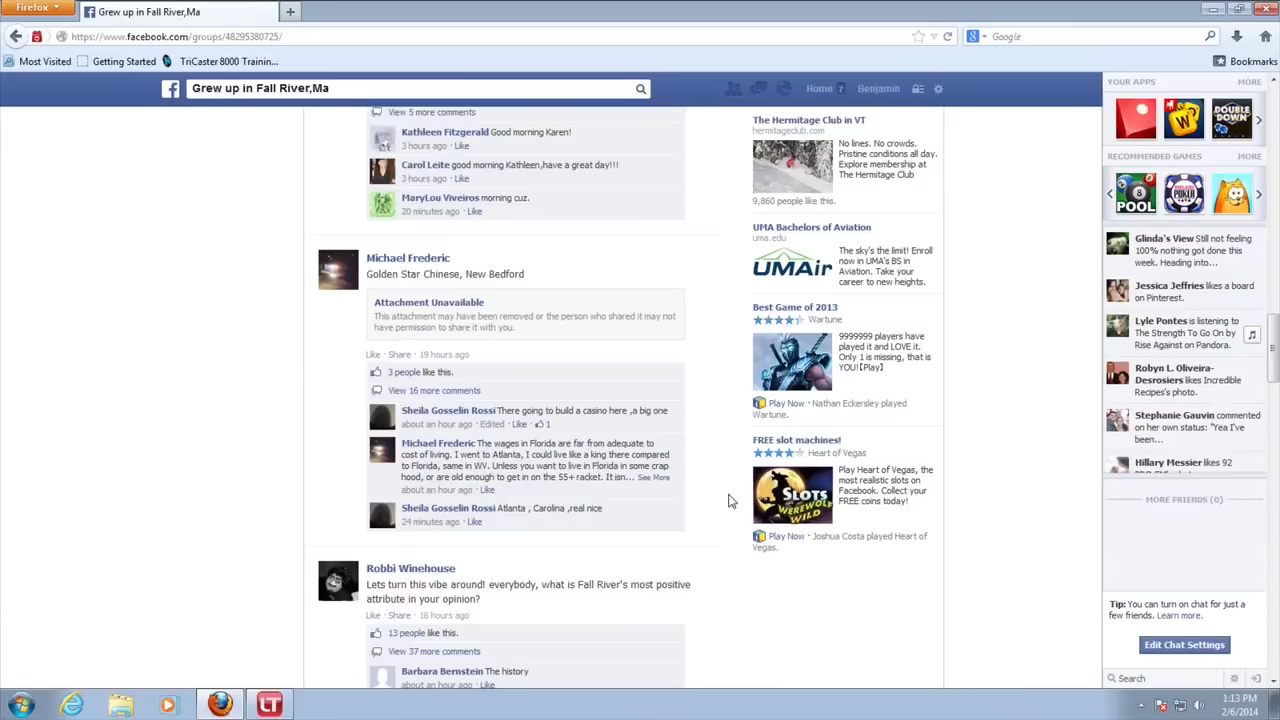 Firefox
Grew up in Fall River,Ma
https://www.facebook.com/groups/48295380725/
Google
Most Visited
Getting Started
TriCaster 8000 Trainin...
Bookmarks
Grew up in Fall River,Ma
Home 7
Benjamin
View 5 more comments
Kathleen Fitzgerald Good morning Karen!
3 hours ago · Like
Carol Leite good morning Kathleen,have a great day!!!
3 hours ago · Like
MaryLou Viveiros morning cuz.
20 minutes ago · Like
Michael Frederic
Golden Star Chinese, New Bedford
Attachment Unavailable
This attachment may have been removed or the person who shared it may not
have permission to share it with you.
Like · Share · 19 hours ago
3 people like this.
View 16 more comments
Sheila Gosselin Rossi There going to build a casino here ,a big one
about an hour ago · Edited · Like · 1
Michael Frederic The wages in Florida are far from adequate to
cost of living. I went to Atlanta, I could live like a king there compared
to Florida, same in WV. Unless you want to live in Florida in some crap
hood, or are old enough to get in on the 55+ racket. It isn... See More
about an hour ago · Like
Sheila Gosselin Rossi Atlanta , Carolina ,real nice
24 minutes ago · Like
Robbi Winehouse
Lets turn this vibe around! everybody, what is Fall River's most positive
attribute in your opinion?
Like · Share · 16 hours ago
13 people like this.
View 37 more comments
Barbara Bernstein The history
about an hour ago · Like
The Hermitage Club in VT
hermitageclub.com
No lines. No crowds.
Pristine conditions all day.
Explore membership at
The Hermitage Club
9,860 people like this.
UMA Bachelors of Aviation
uma.edu
UMAir
The sky's the limit! Enroll
now in UMA's BS in
Aviation. Take your
career to new heights.
Best Game of 2013
Wartune
9999999 players have
played it and LOVE it.
Only 1 is missing, that is
YOU!【Play】
Play Now · Nathan Eckersley played
Wartune.
FREE slot machines!
Heart of Vegas
SLOTS
WEREWOLF
WILD
Play Heart of Vegas, the
most realistic slots on
Facebook. Collect your
FREE coins today!
Play Now · Joshua Costa played Heart of
Vegas.
YOUR APPS
MORE
W
DOUBLE
DOWN
RECOMMENDED GAMES
MORE
8
POOL
POKER
Glinda's View Still not feeling
100% nothing got done this
week. Heading into...
Jessica Jeffries likes a board
on Pinterest.
Lyle Pontes is listening to
The Strength To Go On by
Rise Against on Pandora.
Robyn L. Oliveira-
Desrosiers likes Incredible
Recipes's photo.
Stephanie Gauvin commented
on her own status: "Yea I've
been...
Hillary Messier likes 92
MORE FRIENDS (0)
Tip: You can turn on chat for just a
few friends. Learn more.
Edit Chat Settings
Search
LT
1:13 PM
2/6/2014